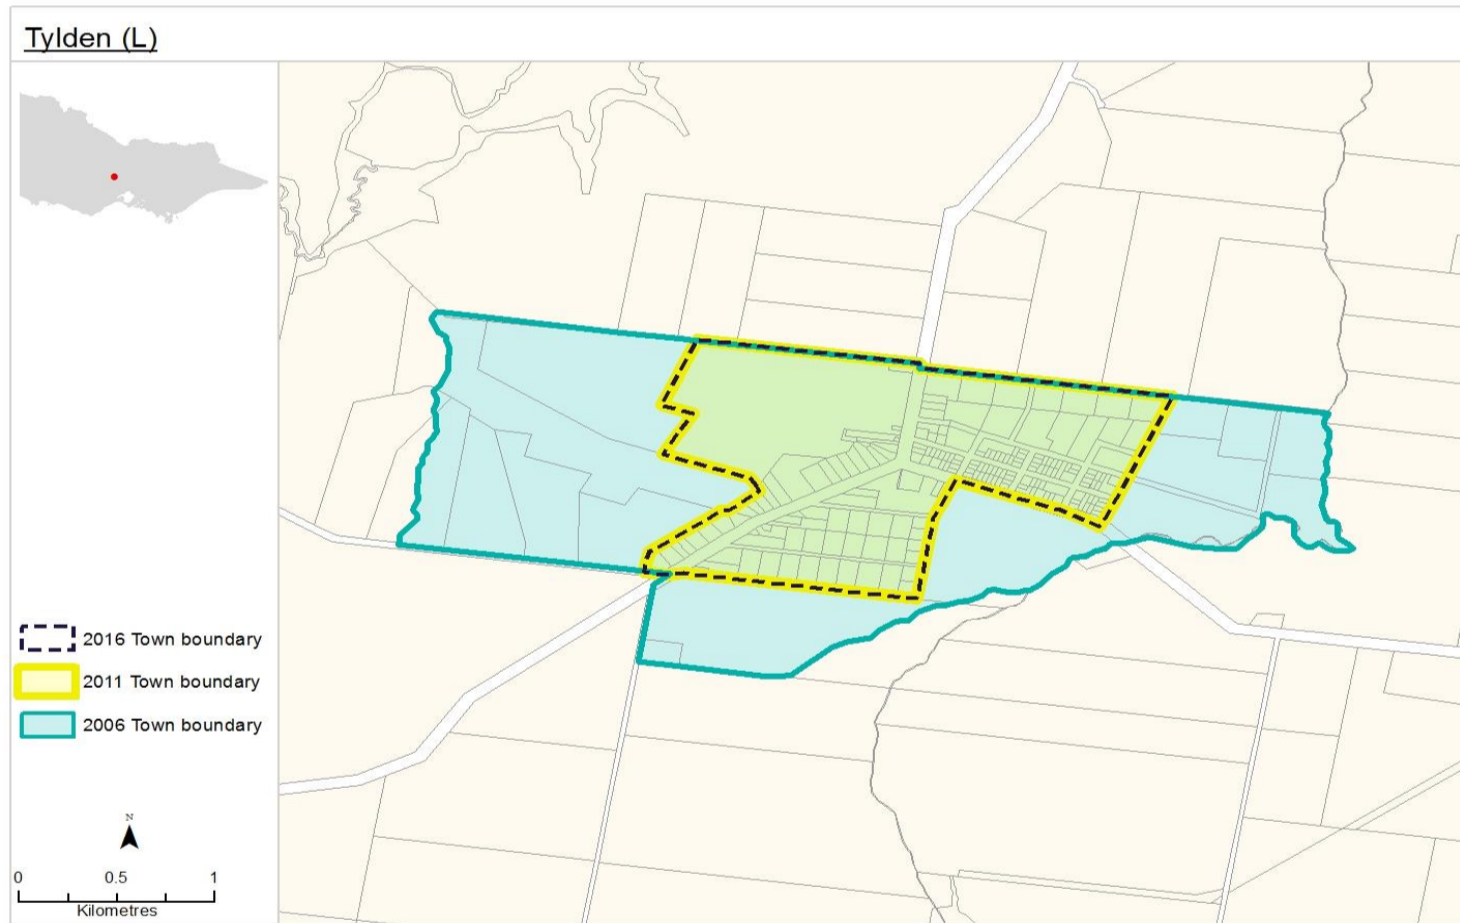 Tylden (L)
2016 Town boundary
2011 Town boundary
2006 Town boundary
N
0 0.5 1
Kilometres